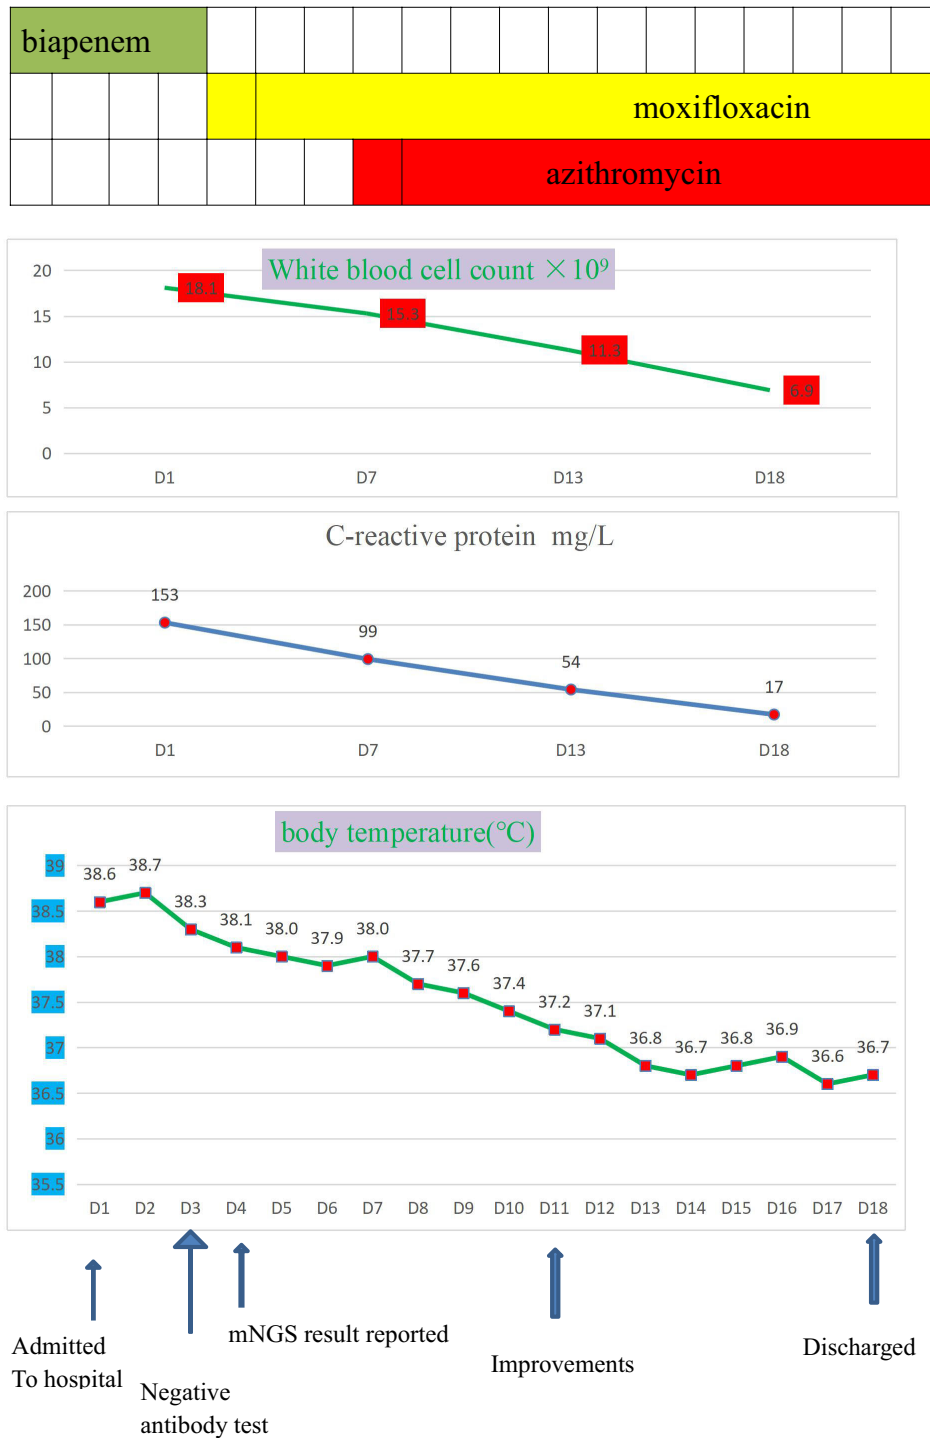 biapenem
moxifloxacin
azithromycin
White blood cell count ×10⁹
20
15
10
5
0
18.1
15.3
11.3
6.9
D1 D7 D13 D18
C-reactive protein mg/L
200
150
100
50
0
153
99
54
17
D1 D7 D13 D18
body temperature(°C)
39
38.5
38
37.5
37
36.5
36
35.5
38.6 38.7 38.3 38.1 38.0 37.9 38.0 37.7 37.6 37.4 37.2 37.1 36.8 36.7 36.8 36.9 36.6 36.7
D1 D2 D3 D4 D5 D6 D7 D8 D9 D10 D11 D12 D13 D14 D15 D16 D17 D18
Admitted
To hospital
Negative
antibody test
mNGS result reported
Improvements
Discharged